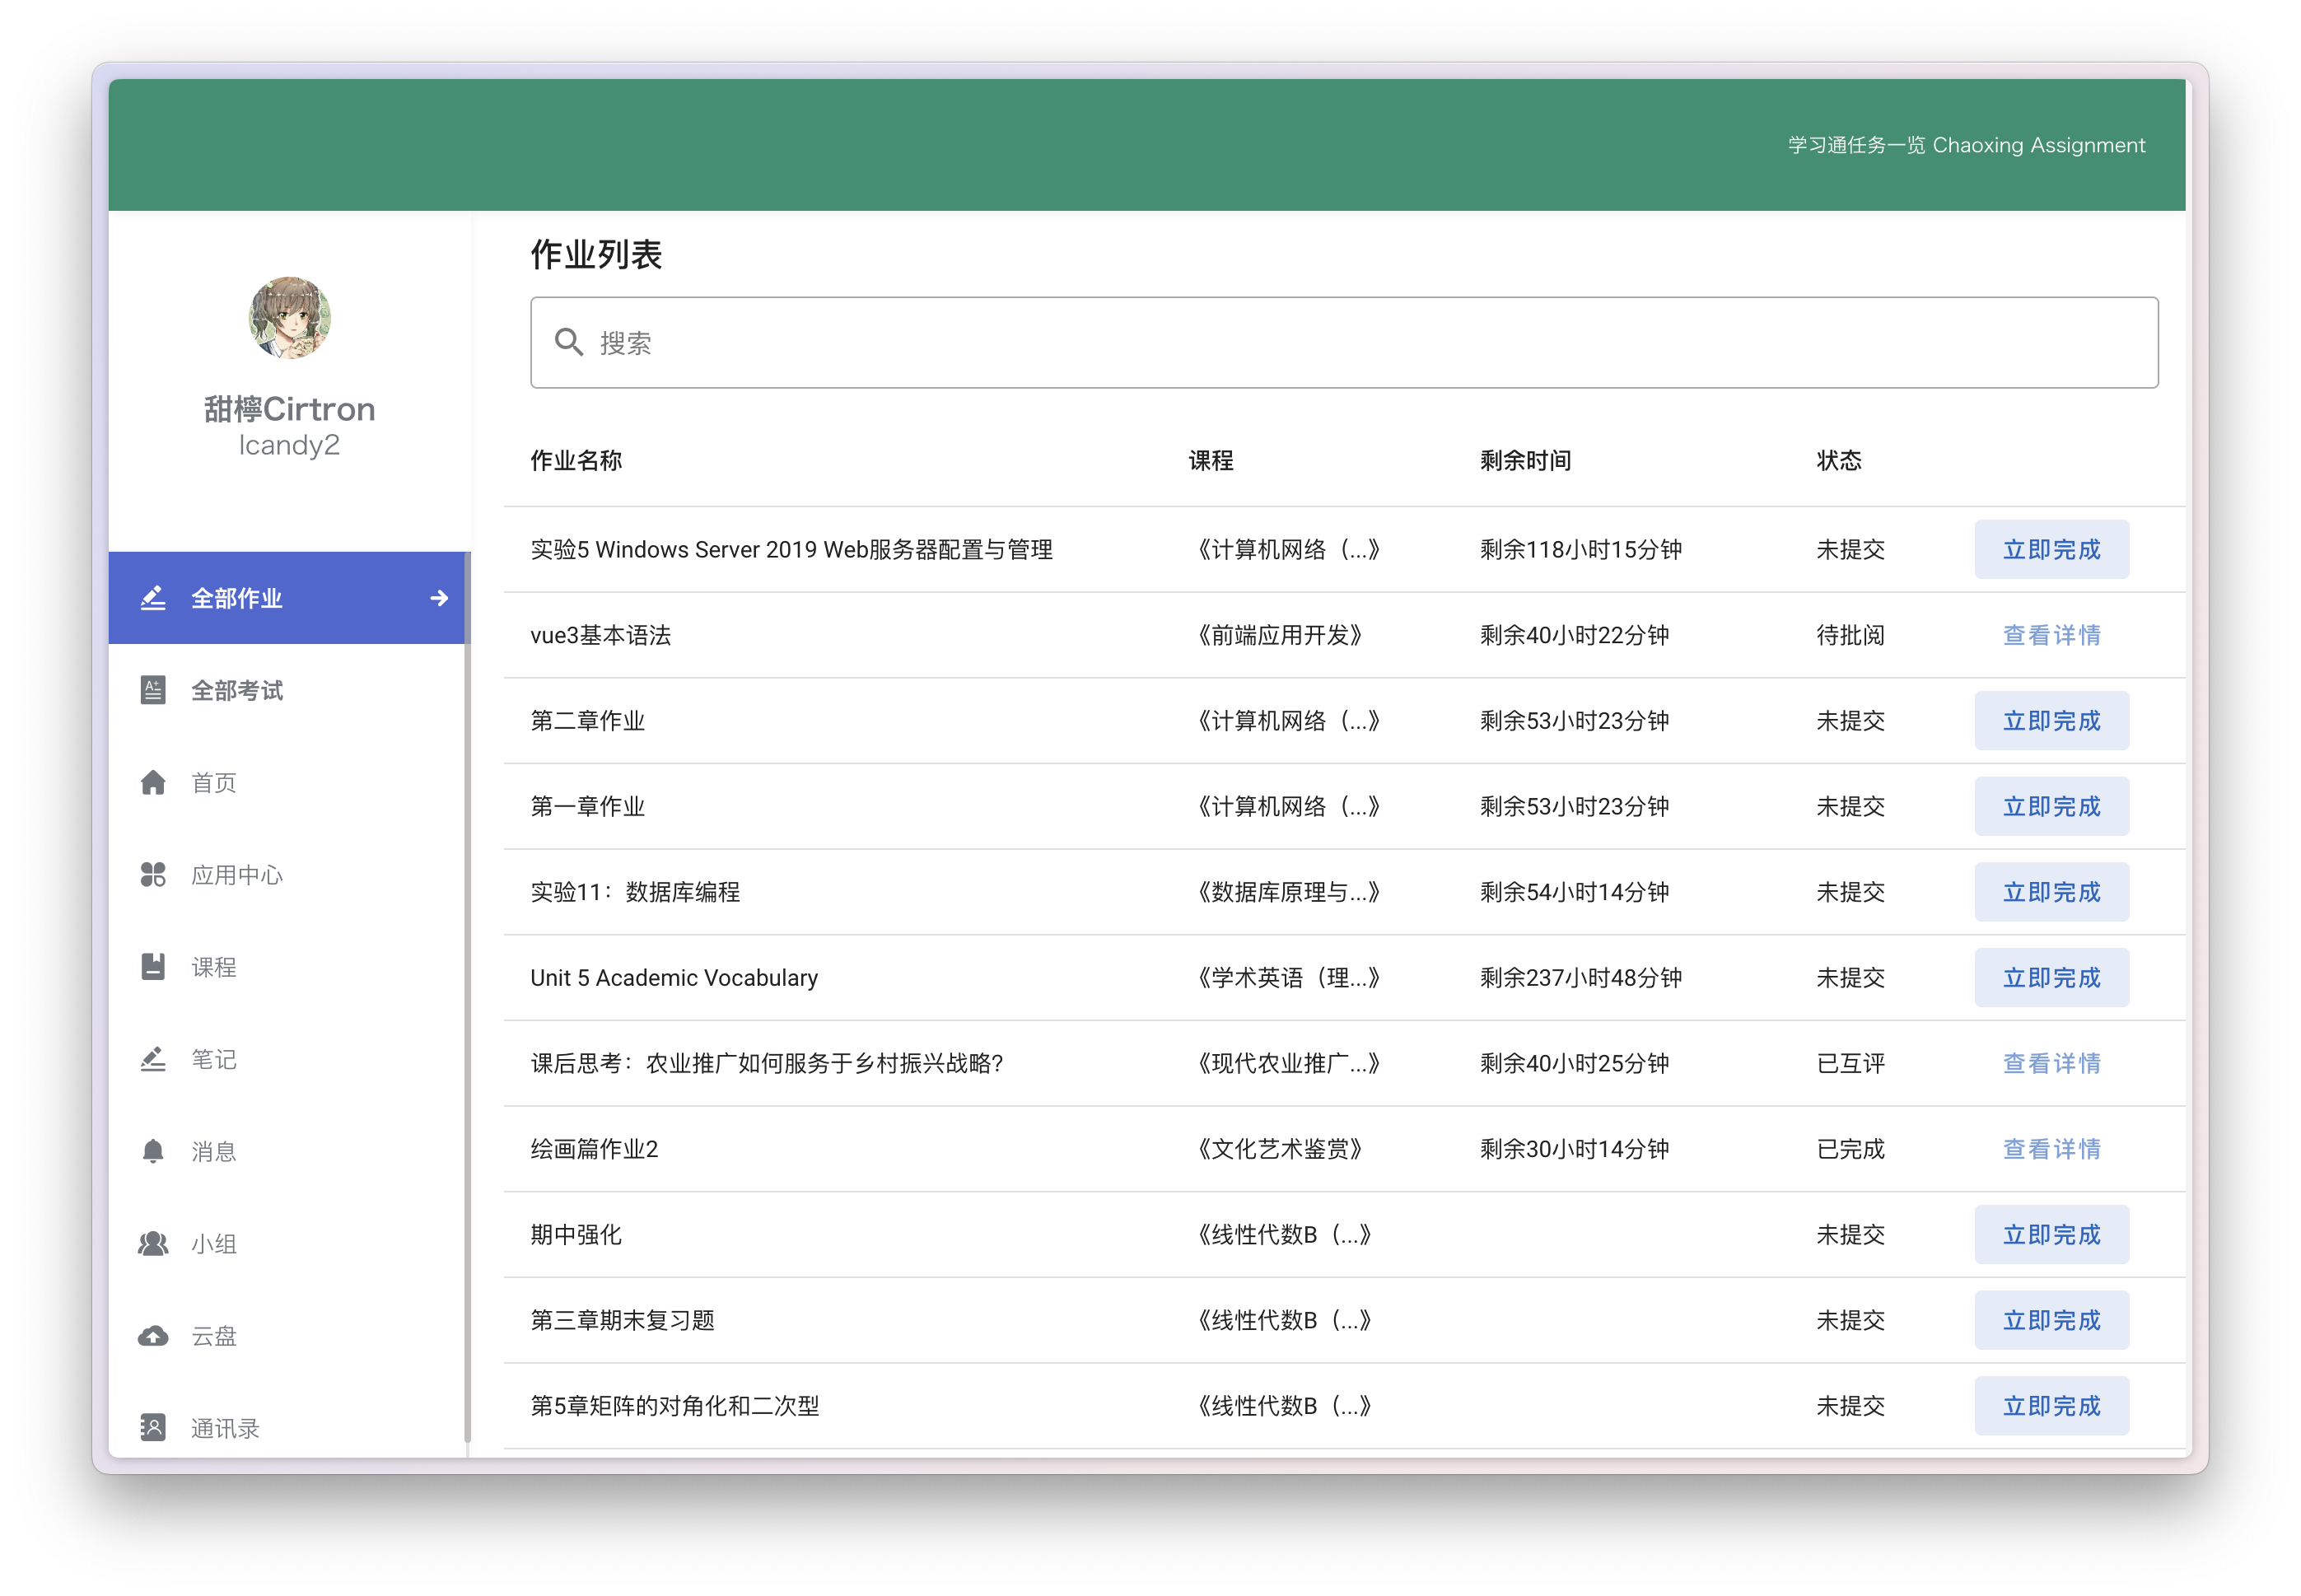 学习通任务一览 Chaoxing Assignment
甜檸Cirtron
lcandy2
全部作业
全部考试
首页
应用中心
课程
笔记
消息
小组
云盘
通讯录
作业列表
搜索
作业名称 课程 剩余时间 状态
实验5 Windows Server 2019 Web服务器配置与管理 《计算机网络（...》 剩余118小时15分钟 未提交 立即完成
vue3基本语法 《前端应用开发》 剩余40小时22分钟 待批阅 查看详情
第二章作业 《计算机网络（...》 剩余53小时23分钟 未提交 立即完成
第一章作业 《计算机网络（...》 剩余53小时23分钟 未提交 立即完成
实验11：数据库编程 《数据库原理与...》 剩余54小时14分钟 未提交 立即完成
Unit 5 Academic Vocabulary 《学术英语（理...》 剩余237小时48分钟 未提交 立即完成
课后思考：农业推广如何服务于乡村振兴战略? 《现代农业推广...》 剩余40小时25分钟 已互评 查看详情
绘画篇作业2 《文化艺术鉴赏》 剩余30小时14分钟 已完成 查看详情
期中强化 《线性代数B（...》 未提交 立即完成
第三章期末复习题 《线性代数B（...》 未提交 立即完成
第5章矩阵的对角化和二次型 《线性代数B（...》 未提交 立即完成